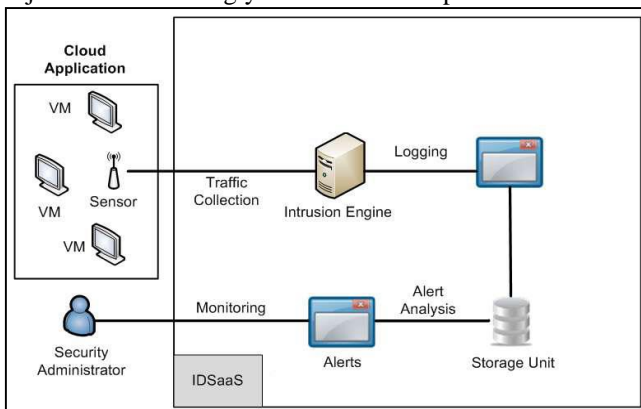 Cloud
Application
VM
VM
Sensor
VM
Traffic
Collection
Intrusion Engine
Logging
Monitoring
Alert
Analysis
Security
Administrator
Alerts
Storage Unit
IDSaaS